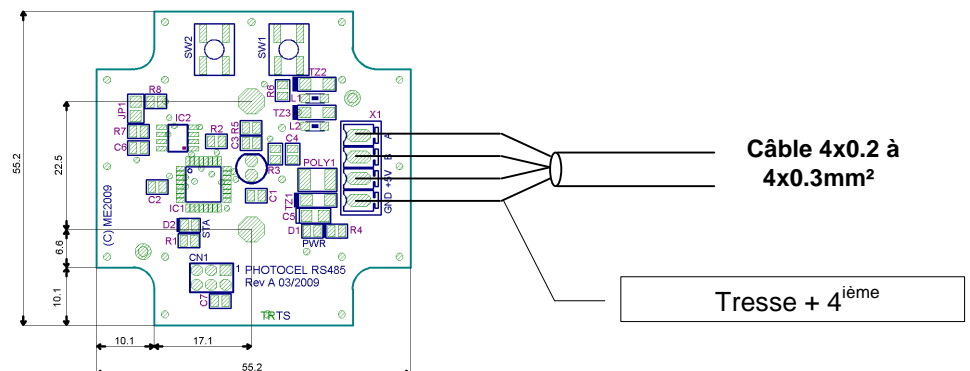 SW2
SW1
TZ2
R6
L1
TZ3
L2
X1
JP1
R8
R7
IC2
C6
R2
R5
C3
C4
R3
POLY1
A
B
+5V
GND
C2
IC1
C1
TZ1
C5
D2
STA
R1
D1
R4
PWR
(C) ME2009
CN1
1
PHOTOCEL RS485
Rev A 03/2009
C7
TRTS
55.2
22.5
6.6
10.1
10.1
17.1
55.2
Câble 4x0.2 à
4x0.3mm²
Tresse + 4ième